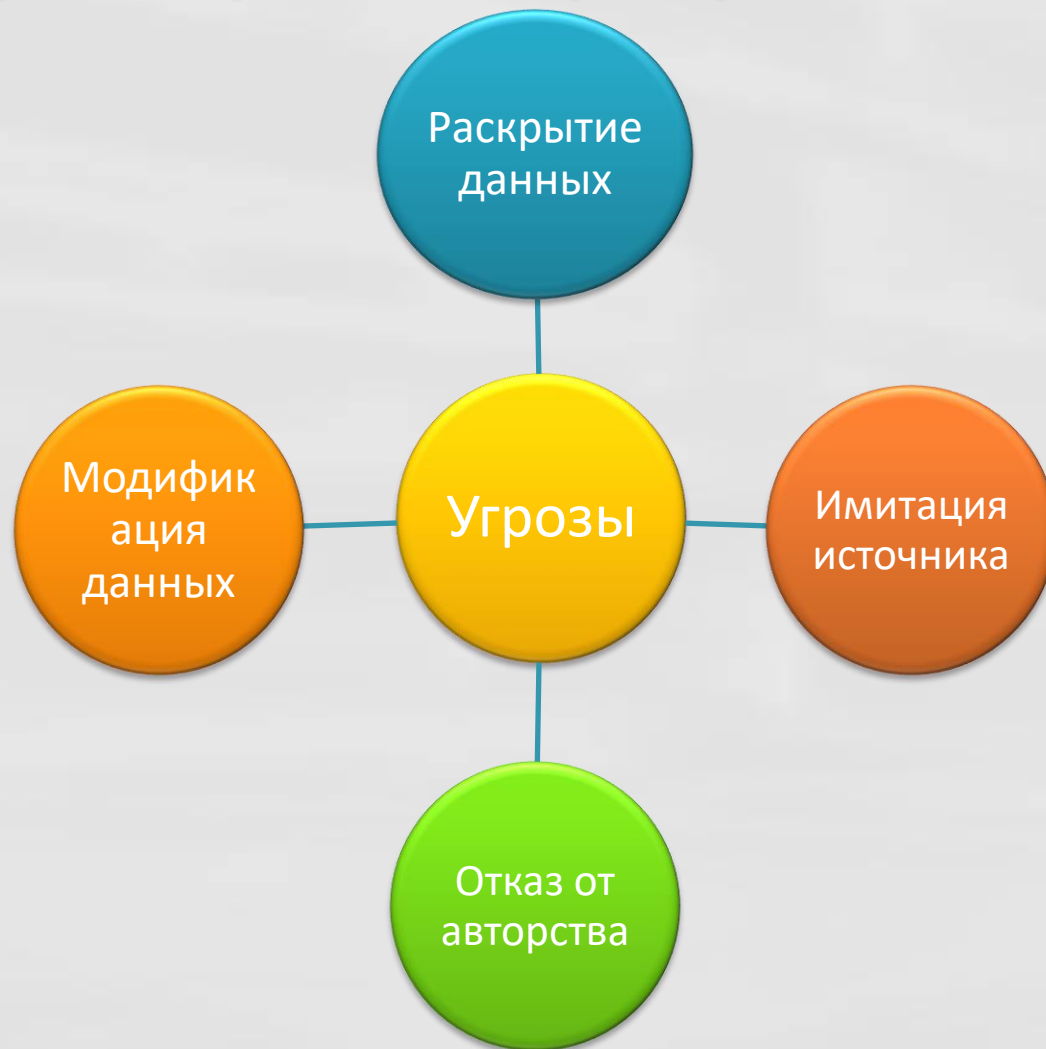 Раскрытие
данных
Модифик
ация
данных
Угрозы
Имитация
источника
Отказ от
авторства